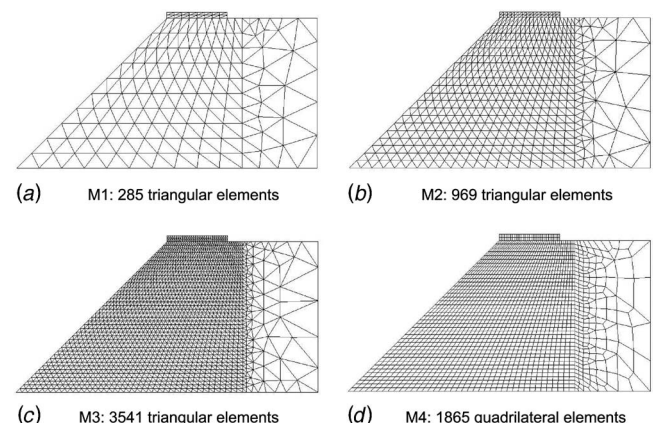 (a) M1: 285 triangular elements
(b) M2: 969 triangular elements
(c) M3: 3541 triangular elements
(d) M4: 1865 quadrilateral elements